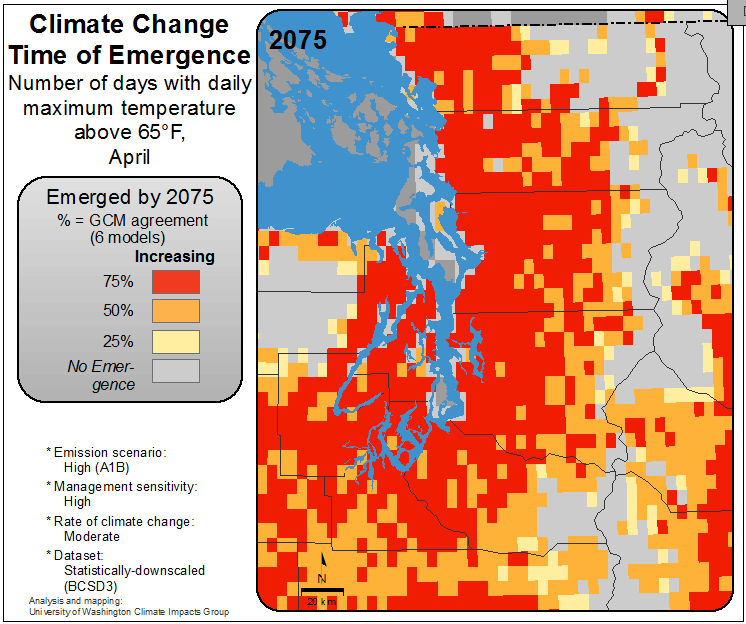 Climate Change
Time of Emergence
Number of days with daily
maximum temperature
above 65°F,
April
Emerged by 2075
% = GCM agreement
(6 models)
Increasing
75%
50%
25%
No Emer-
gence
* Emission scenario:
High (A1B)
* Management sensitivity:
High
* Rate of climate change:
Moderate
* Dataset:
Statistically-downscaled
(BCSD3)
Analysis and mapping:
University of Washington Climate Impacts Group
2075
N
20 km